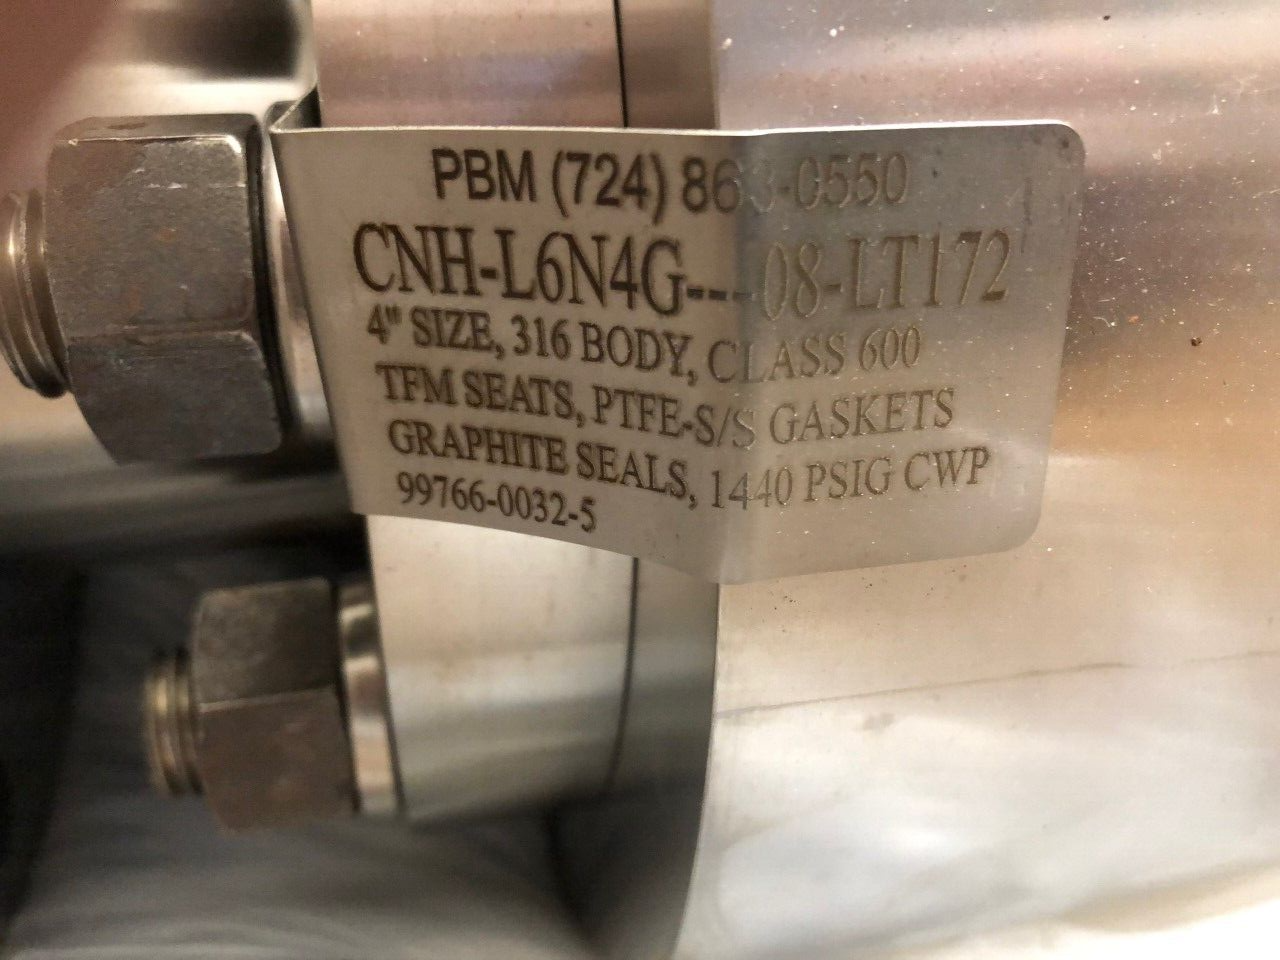 PBM (724) 863-0550
CNH-L6N4G---08-LT172
4" SIZE, 316 BODY, CLASS 600
TFM SEATS, PTFE-S/S GASKETS
GRAPHITE SEALS, 1440 PSIG CWP
99766-0032-5